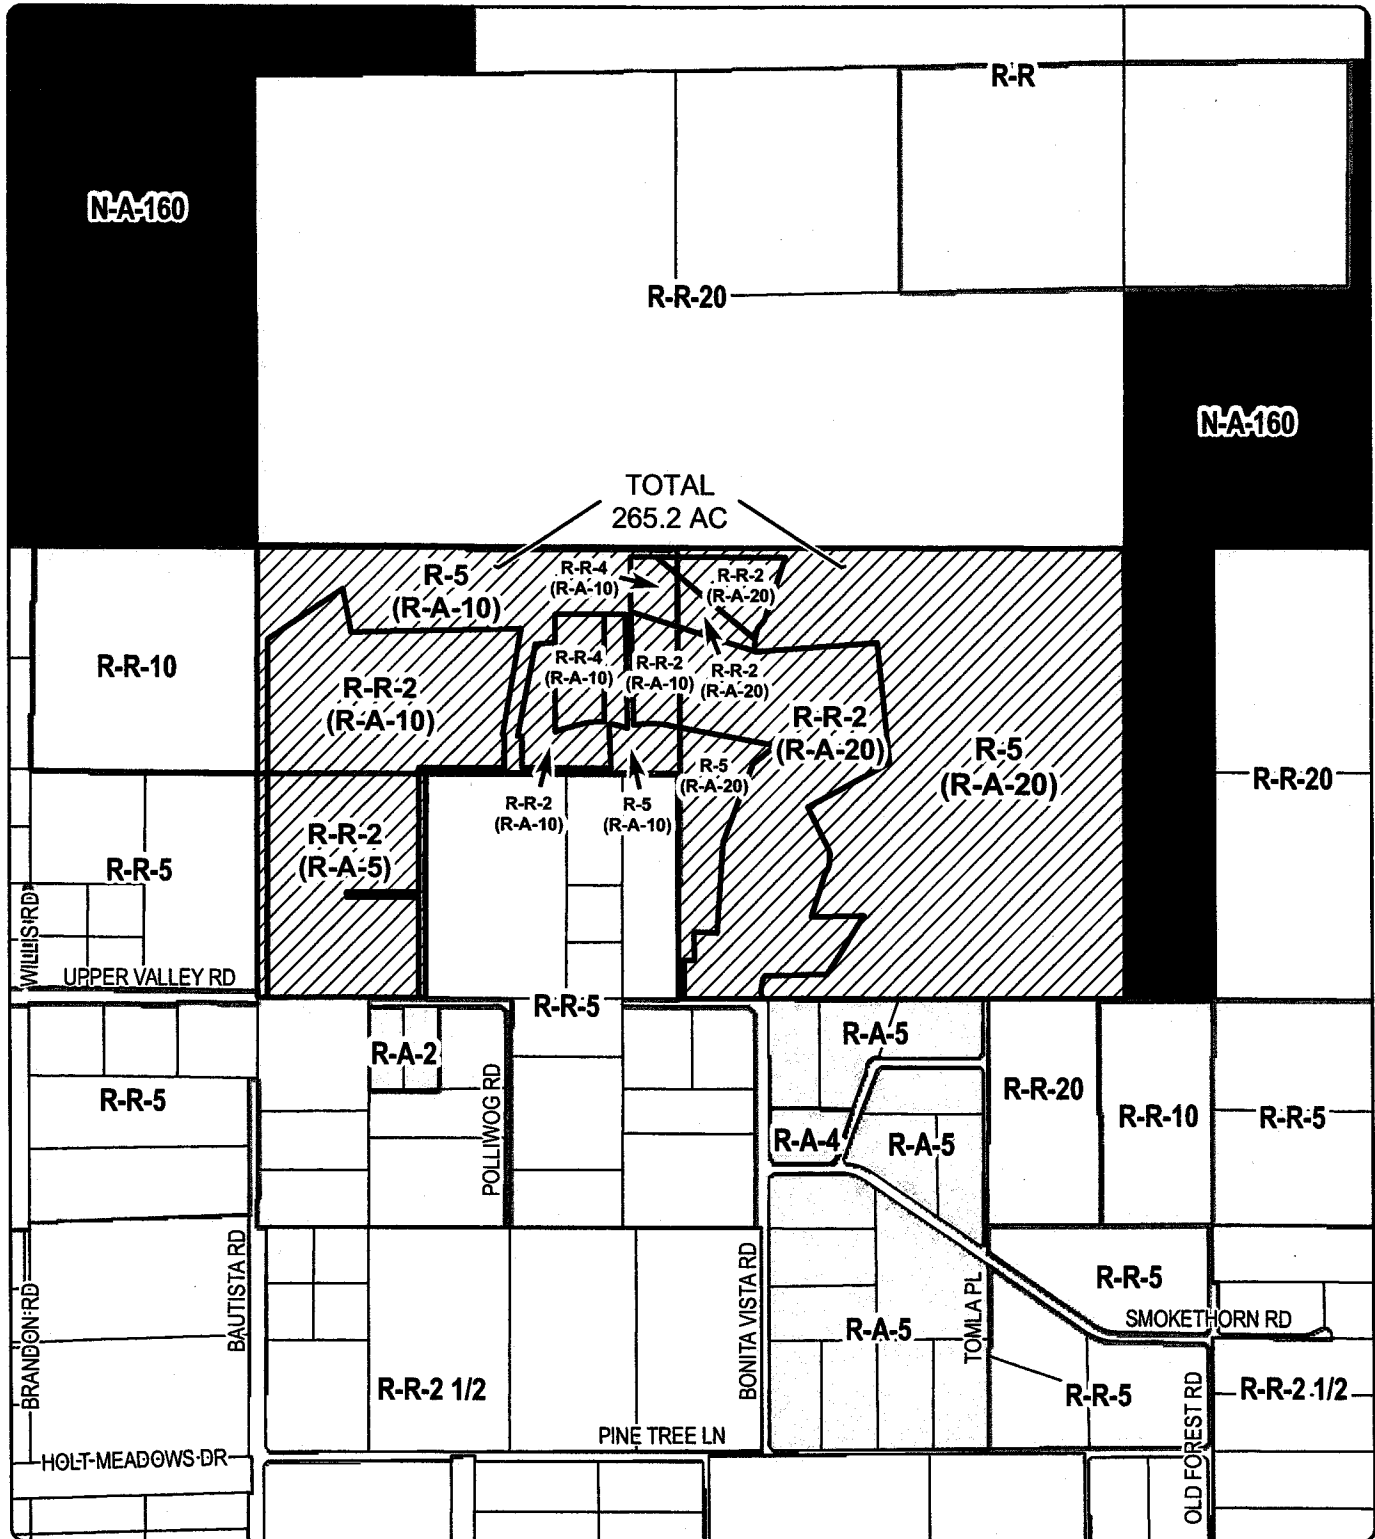 R-R
N-A-160
R-R-20
N-A-160
TOTAL
265.2 AC
R-5
(R-A-10)
R-R-4
(R-A-10)
R-R-2
(R-A-20)
R-R-10
R-R-2
(R-A-10)
R-R-4
(R-A-10)
R-R-2
(R-A-10)
R-R-2
(R-A-20)
R-R-2
(R-A-20)
R-5
(R-A-20)
R-5
(R-A-20)
R-R-20
R-R-2
(R-A-10)
R-5
(R-A-10)
R-R-2
(R-A-5)
R-R-5
WILLIS RD
UPPER VALLEY RD
R-R-5
R-A-5
R-A-2
R-R-5
POLLIWOG RD
R-R-20
R-R-10
R-R-5
R-A-4
R-A-5
BAUTISTA RD
BONITA VISTA RD
R-R-5
BRANDON RD
TOMLA PL
SMOKETHORN RD
R-A-5
R-R-2 1/2
R-R-5
R-R-2 1/2
OLD FOREST RD
PINE TREE LN
HOLT MEADOWS DR